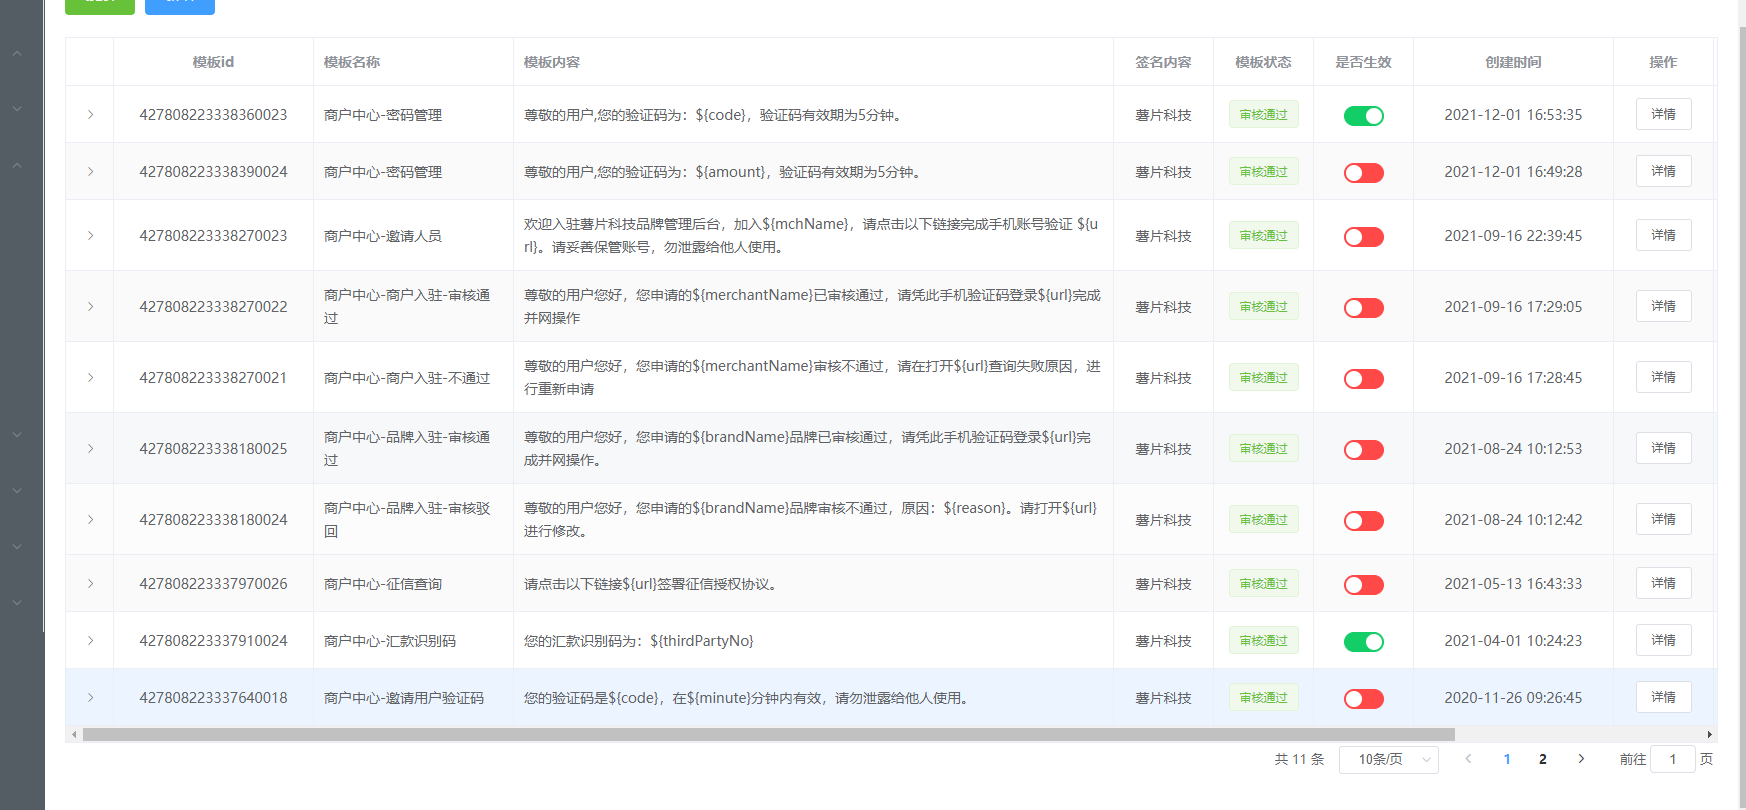 模板id 模板名称 模板内容 签名内容 模板状态 是否生效 创建时间 操作
427808223338360023 商户中心-密码管理 尊敬的用户,您的验证码为：${code}，验证码有效期为5分钟。 薯片科技 审核通过 2021-12-01 16:53:35 详情
427808223338390024 商户中心-密码管理 尊敬的用户,您的验证码为：${amount}，验证码有效期为5分钟。 薯片科技 审核通过 2021-12-01 16:49:28 详情
欢迎入驻薯片科技品牌管理后台，加入${mchName}，请点击以下链接完成手机账号验证 ${u
427808223338270023 商户中心-邀请人员 薯片科技 审核通过 2021-09-16 22:39:45 详情
rl}。请妥善保管账号，勿泄露给他人使用。
商户中心-商户入驻-审核通 尊敬的用户您好，您申请的${merchantName}已审核通过，请凭此手机验证码登录${url}完成
427808223338270022 薯片科技 审核通过 2021-09-16 17:29:05 详情
过 并网操作
尊敬的用户您好，您申请的${merchantName}审核不通过，请在打开${url}查询失败原因，进
427808223338270021 商户中心-商户入驻-不通过 薯片科技 审核通过 2021-09-16 17:28:45 详情
行重新申请
商户中心-品牌入驻-审核通 尊敬的用户您好，您申请的${brandName}品牌已审核通过，请凭此手机验证码登录${url}完
427808223338180025 薯片科技 审核通过 2021-08-24 10:12:53 详情
过 成并网操作。
商户中心-品牌入驻-审核驳 尊敬的用户您好，您申请的${brandName}品牌审核不通过，原因：${reason}。请打开${url}
427808223338180024 薯片科技 审核通过 2021-08-24 10:12:42 详情
回 进行修改。
427808223337970026 商户中心-征信查询 请点击以下链接${url}签署征信授权协议。 薯片科技 审核通过 2021-05-13 16:43:33 详情
427808223337910024 商户中心-汇款识别码 您的汇款识别码为：${thirdPartyNo} 薯片科技 审核通过 2021-04-01 10:24:23 详情
427808223337640018 商户中心-邀请用户验证码 您的验证码是${code}，在${minute}分钟内有效，请勿泄露给他人使用。 薯片科技 审核通过 2020-11-26 09:26:45 详情
共 11 条 10条/页 1 2 前往 1 页